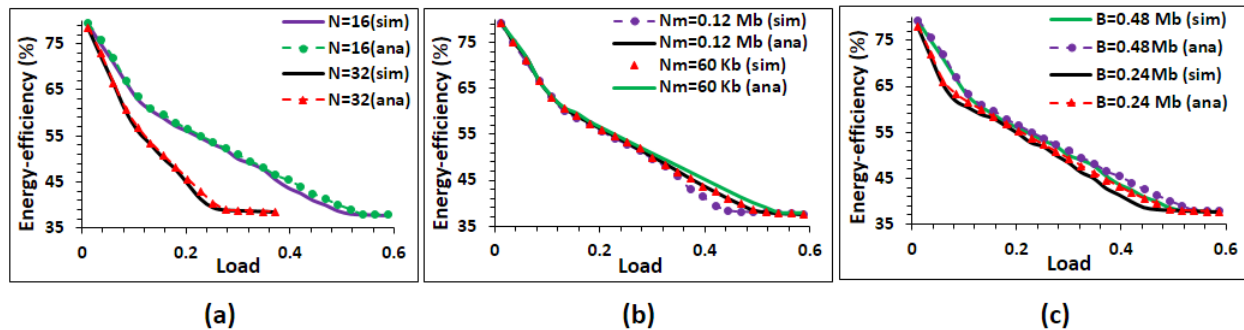 Energy-efficiency (%)
75
65
55
45
35
0
0.2
0.4
0.6
Load
N=16(sim)
N=16(ana)
N=32(sim)
N=32(ana)
(a)
Energy-efficiency (%)
75
65
55
45
35
0
0.2
0.4
0.6
Load
Nm=0.12 Mb (sim)
Nm=0.12 Mb (ana)
Nm=60 Kb (sim)
Nm=60 Kb (ana)
(b)
Energy-efficiency (%)
75
65
55
45
35
0
0.2
0.4
0.6
Load
B=0.48 Mb (sim)
B=0.48 Mb (ana)
B=0.24 Mb (sim)
B=0.24 Mb (ana)
(c)